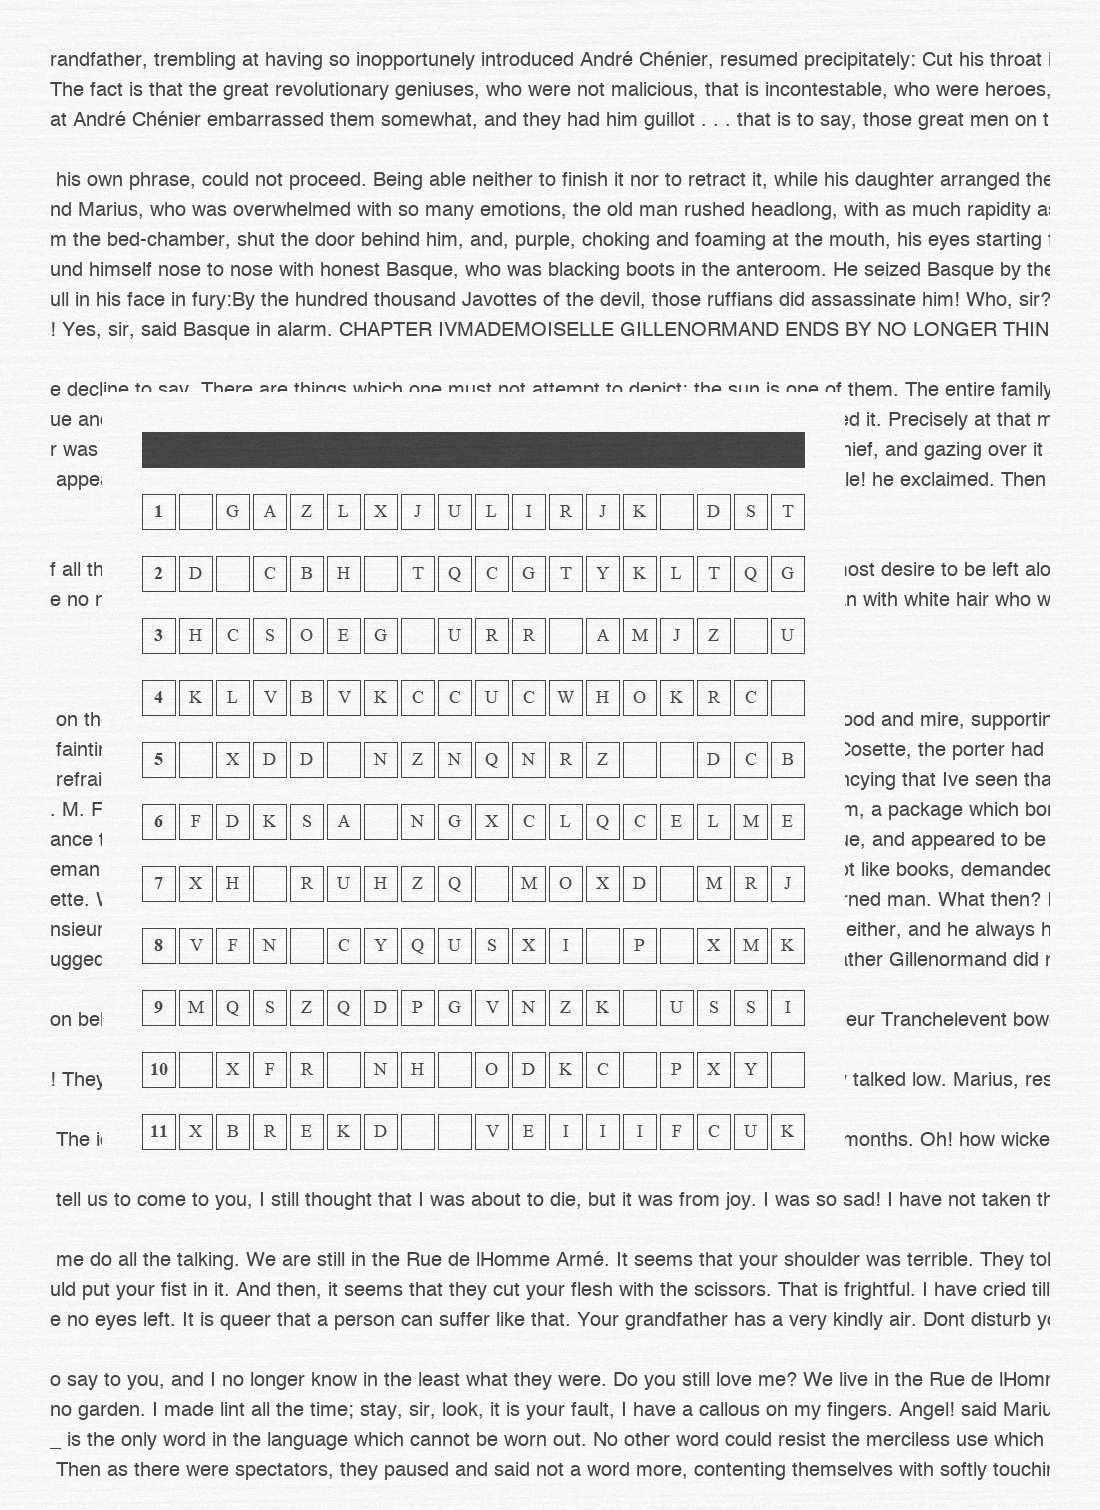 randfather, trembling at having so inopportunely introduced André Chénier, resumed precipitately: Cut his throat
The fact is that the great revolutionary geniuses, who were not malicious, that is incontestable, who were heroes,
at André Chénier embarrassed them somewhat, and they had him guillot . . . that is to say, those great men on t
his own phrase, could not proceed. Being able neither to finish it nor to retract it, while his daughter arranged the
nd Marius, who was overwhelmed with so many emotions, the old man rushed headlong, with as much rapidity as
m the bed-chamber, shut the door behind him, and, purple, choking and foaming at the mouth, his eyes starting
und himself nose to nose with honest Basque, who was blacking boots in the anteroom. He seized Basque by the
ull in his face in fury:By the hundred thousand Javottes of the devil, those ruffians did assassinate him! Who, sir?
! Yes, sir, said Basque in alarm. CHAPTER IVMADEMOISELLE GILLENORMAND ENDS BY NO LONGER THIN
e decline to say. There are things which one must not attempt to depict; the sun is one of them. The entire family
ue and ed it. Precisely at that m
r was hief, and gazing over it
appea le! he exclaimed. Then
1 G A Z L X J U L I R J K D S T
f all th most desire to be left alo
2 D C B H T Q C G T Y K L T Q G
e no an with white hair who w
3 H C S O E G U R R A M J Z U
4 K L V B V K C C U C W H O K R C
on th ood and mire, supportin
faintin Cosette, the porter had
5 X D D N Z N Q N R Z D C B
refrai ncying that Ive seen tha
. M. F m, a package which bor
6 F D K S A N G X C L Q C E L M E
ance t ue, and appeared to be
eman ot like books, demanded
7 X H R U H Z Q M O X D M R J
ette. rned man. What then?
nsieur either, and he always h
8 V F N C Y Q U S X I P X M K
ugged ather Gillenormand did
9 M Q S Z Q D P G V N Z K U S S I
on bel eur Tranchelevent bow
10 X F R N H O D K C P X Y
! They talked low. Marius, res
11 X B R E K D V E I I I F C U K
The months. Oh! how wicke
tell us to come to you, I still thought that I was about to die, but it was from joy. I was so sad! I have not taken th
me do all the talking. We are still in the Rue de lHomme Armé. It seems that your shoulder was terrible. They tol
uld put your fist in it. And then, it seems that they cut your flesh with the scissors. That is frightful. I have cried till
e no eyes left. It is queer that a person can suffer like that. Your grandfather has a very kindly air. Dont disturb yo
o say to you, and I no longer know in the least what they were. Do you still love me? We live in the Rue de lHom
no garden. I made lint all the time; stay, sir, look, it is your fault, I have a callous on my fingers. Angel! said Mariu
_ is the only word in the language which cannot be worn out. No other word could resist the merciless use which
Then as there were spectators, they paused and said not a word more, contenting themselves with softly touchin